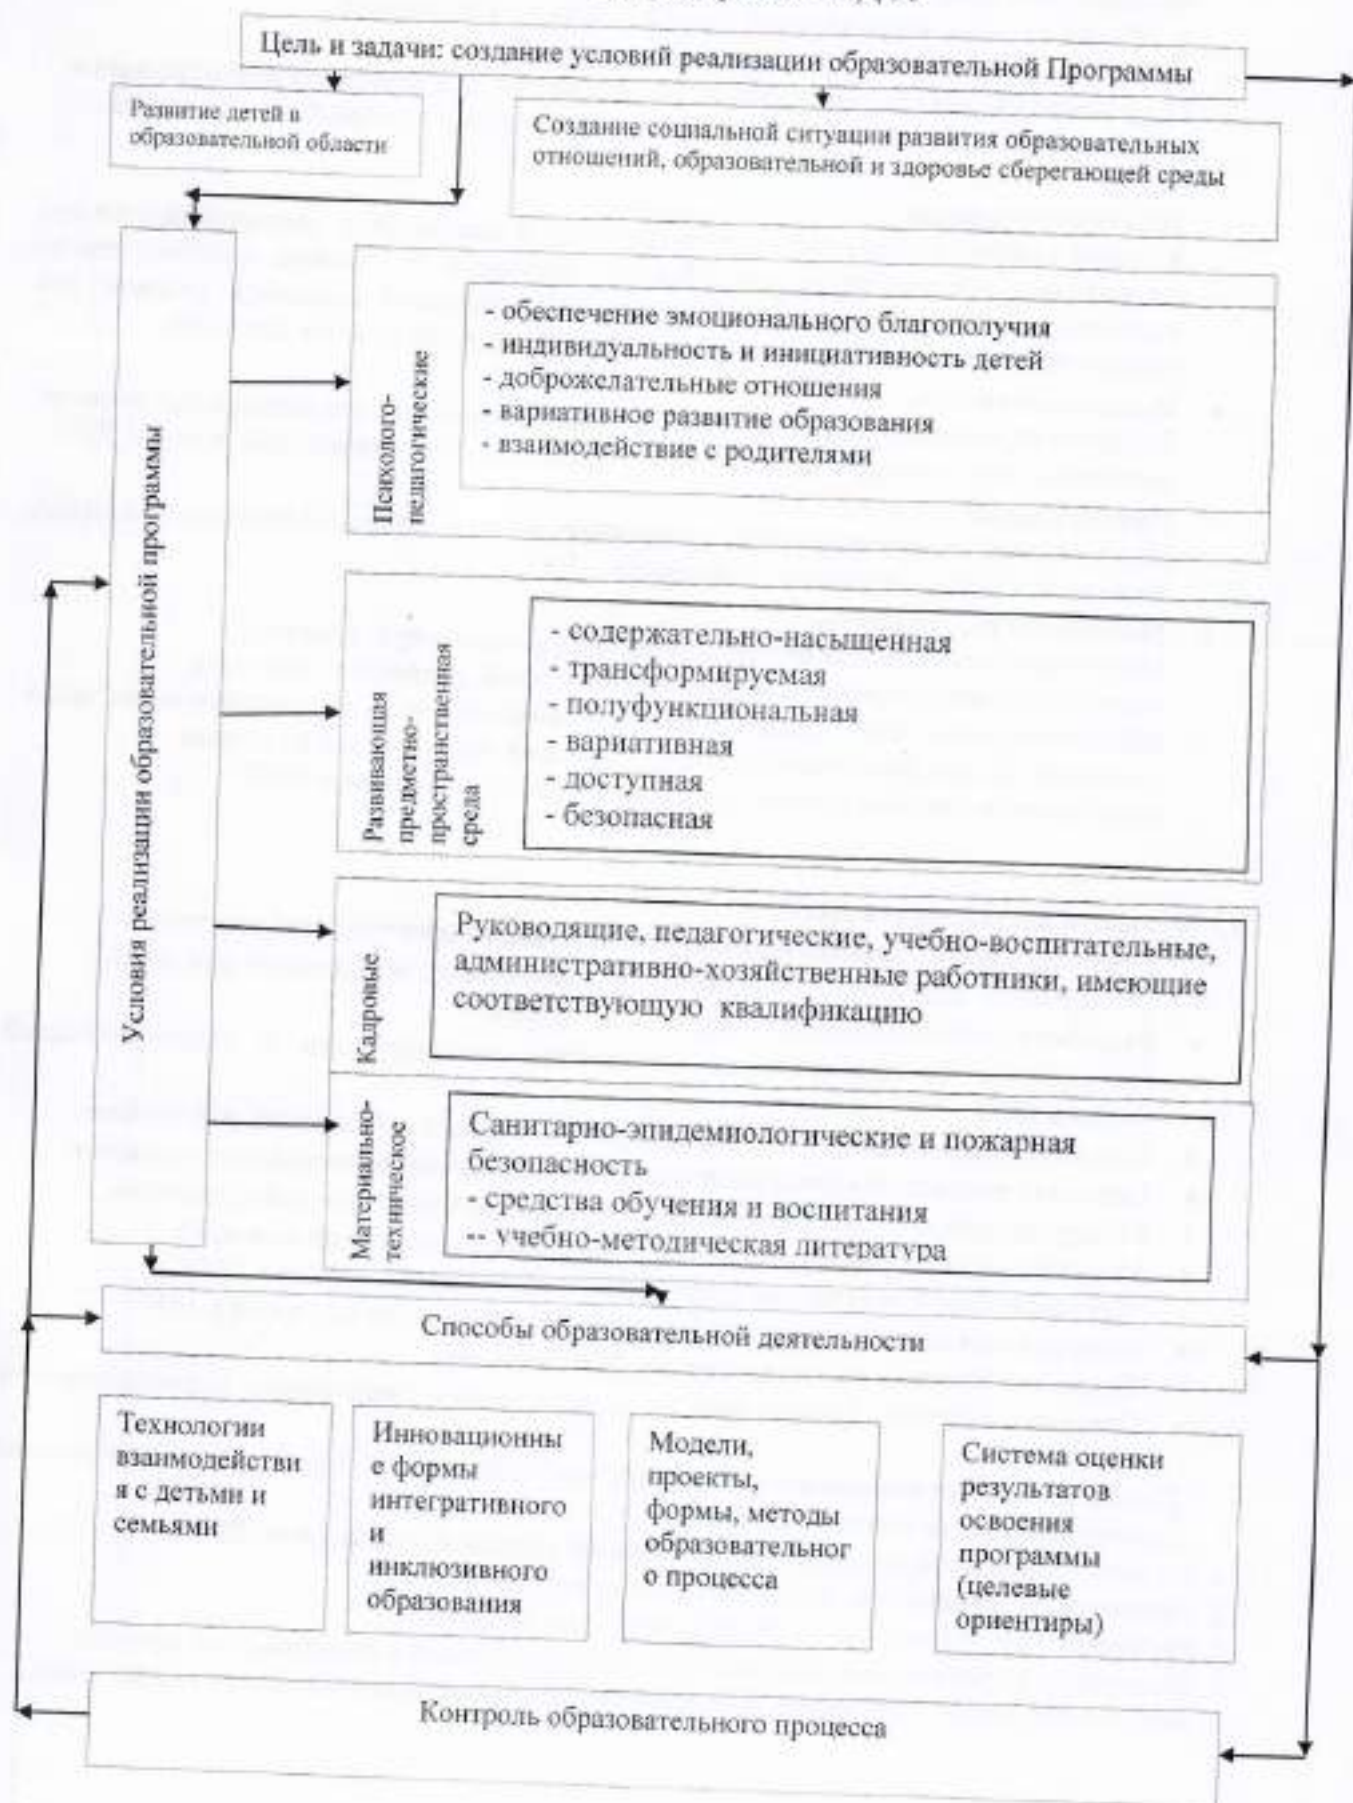 Цель и задачи: создание условий реализации образовательной Программы
Развитие детей в
образовательной области
Создание социальной ситуации развития образовательных
отношений, образовательной и здоровье сберегающей среды
Условия реализации образовательной программы
Психолого-
педагогические
- обеспечение эмоционального благополучия
- индивидуальность и инициативность детей
- доброжелательные отношения
- вариативное развитие образования
- взаимодействие с родителями
Развивающая
предметно-
пространственная
среда
- содержательно-насыщенная
- трансформируемая
- полуфункциональная
- вариативная
- доступная
- безопасная
Кадровые
Руководящие, педагогические, учебно-воспитательные,
административно-хозяйственные работники, имеющие
соответствующую квалификацию
Материально-
техническое
Санитарно-эпидемиологические и пожарная
безопасность
- средства обучения и воспитания
-- учебно-методическая литература
Способы образовательной деятельности
Технологии
взаимодействи
я с детьми и
семьями
Инновационны
е формы
интегративного
и
инклюзивного
образования
Модели,
проекты,
формы, методы
образовательног
о процесса
Система оценки
результатов
освоения
программы
(целевые
ориентиры)
Контроль образовательного процесса